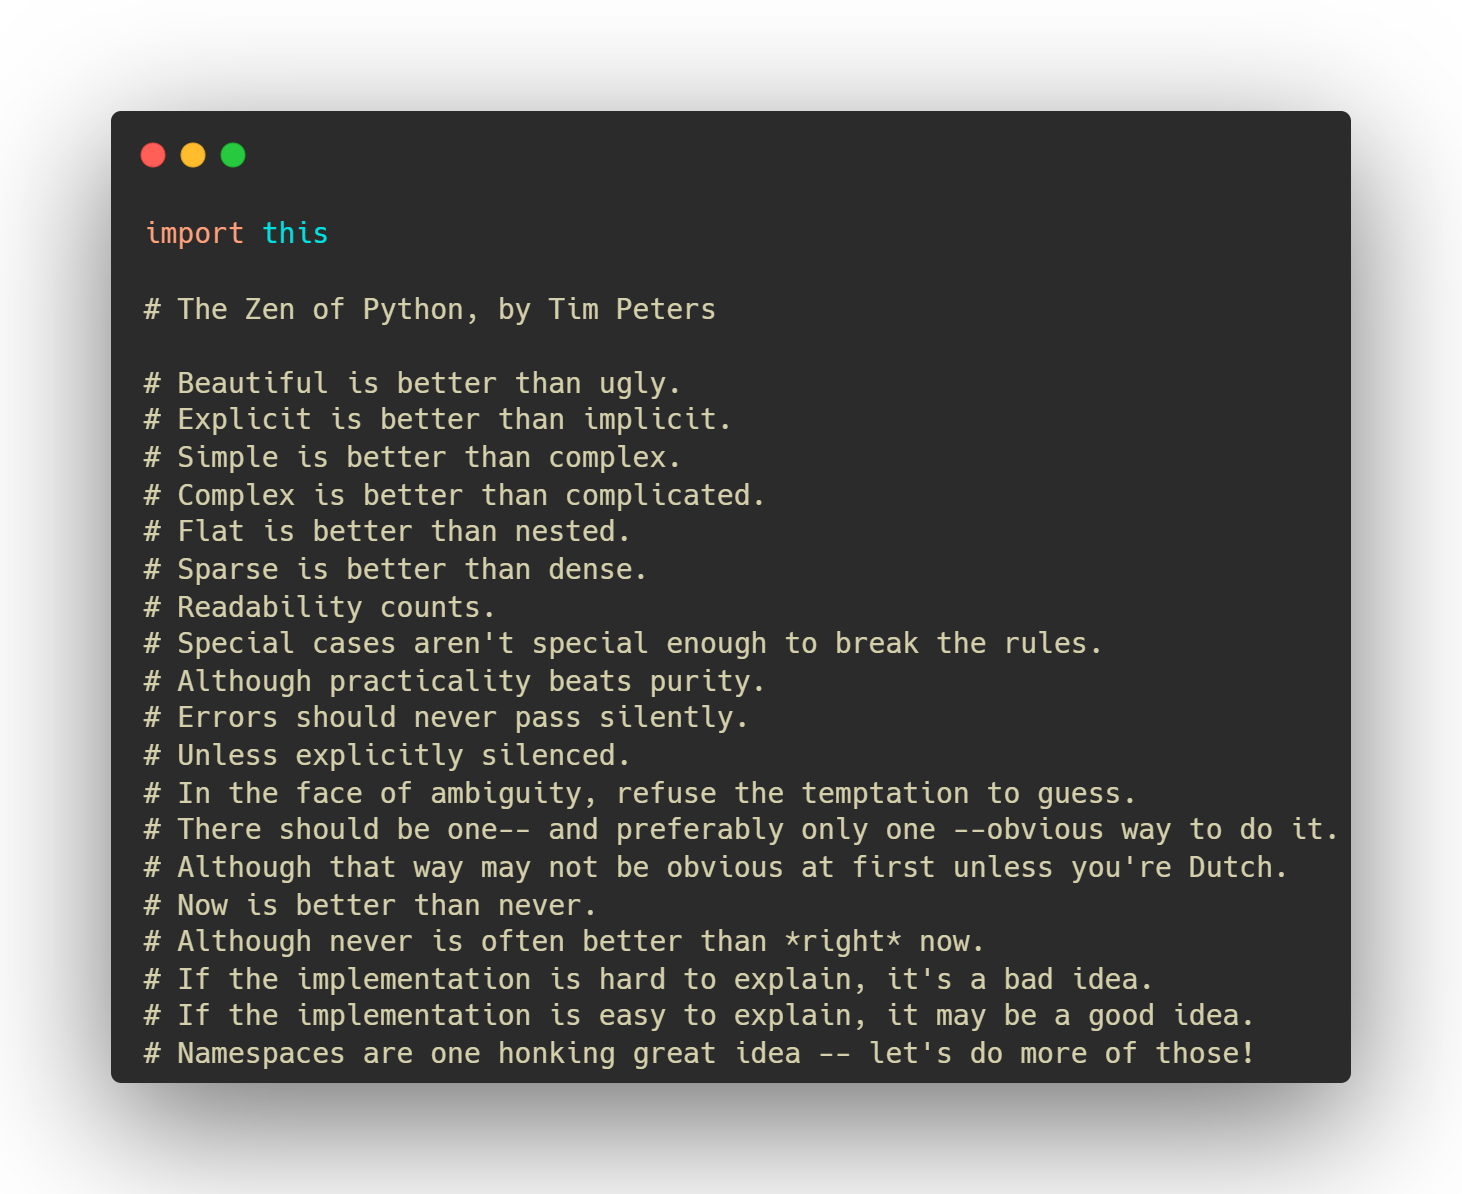 import this
# The Zen of Python, by Tim Peters
# Beautiful is better than ugly.
# Explicit is better than implicit.
# Simple is better than complex.
# Complex is better than complicated.
# Flat is better than nested.
# Sparse is better than dense.
# Readability counts.
# Special cases aren't special enough to break the rules.
# Although practicality beats purity.
# Errors should never pass silently.
# Unless explicitly silenced.
# In the face of ambiguity, refuse the temptation to guess.
# There should be one-- and preferably only one --obvious way to do it.
# Although that way may not be obvious at first unless you're Dutch.
# Now is better than never.
# Although never is often better than *right* now.
# If the implementation is hard to explain, it's a bad idea.
# If the implementation is easy to explain, it may be a good idea.
# Namespaces are one honking great idea -- let's do more of those!